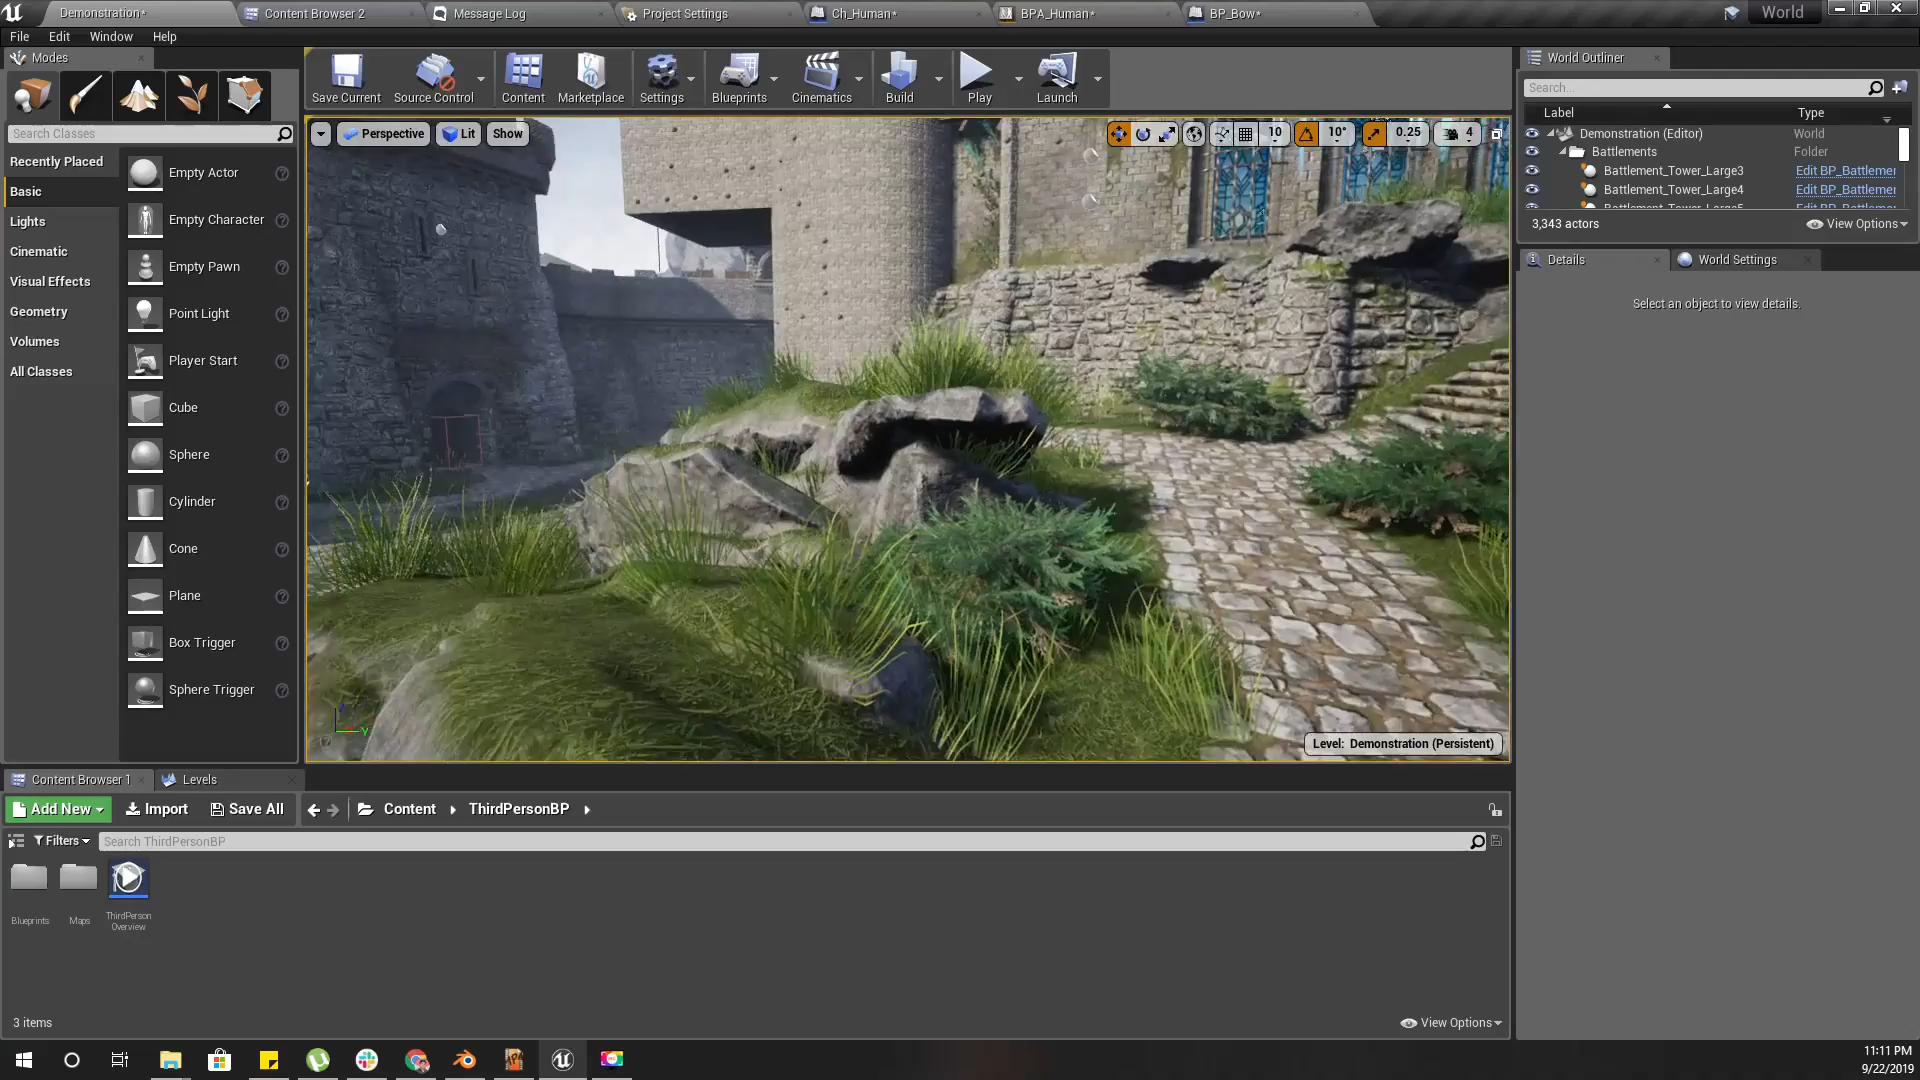 Demonstration*
Content Browser 2
Message Log
Project Settings
Ch_Human*
BPA_Human*
BP_Bow*
World
File Edit Window Help
Modes
Search Classes
Recently Placed
Basic
Lights
Cinematic
Visual Effects
Geometry
Volumes
All Classes
Empty Actor
Empty Character
Empty Pawn
Point Light
Player Start
Cube
Sphere
Cylinder
Cone
Plane
Box Trigger
Sphere Trigger
Save Current
Source Control
Content
Marketplace
Settings
Blueprints
Cinematics
Build
Play
Launch
Perspective
Lit
Show
10
10°
0.25
4
Level: Demonstration (Persistent)
World Outliner
Search...
Label Type
Demonstration (Editor) World
Battlements Folder
Battlement_Tower_Large3 Edit BP_Battlemer
Battlement_Tower_Large4 Edit BP_Battlemer
3,343 actors
View Options
Details
World Settings
Select an object to view details.
Content Browser 1
Levels
Add New
Import
Save All
Content
ThirdPersonBP
Filters
Search ThirdPersonBP
Blueprints
Maps
ThirdPerson
Overview
3 items
View Options
11:11 PM
9/22/2019